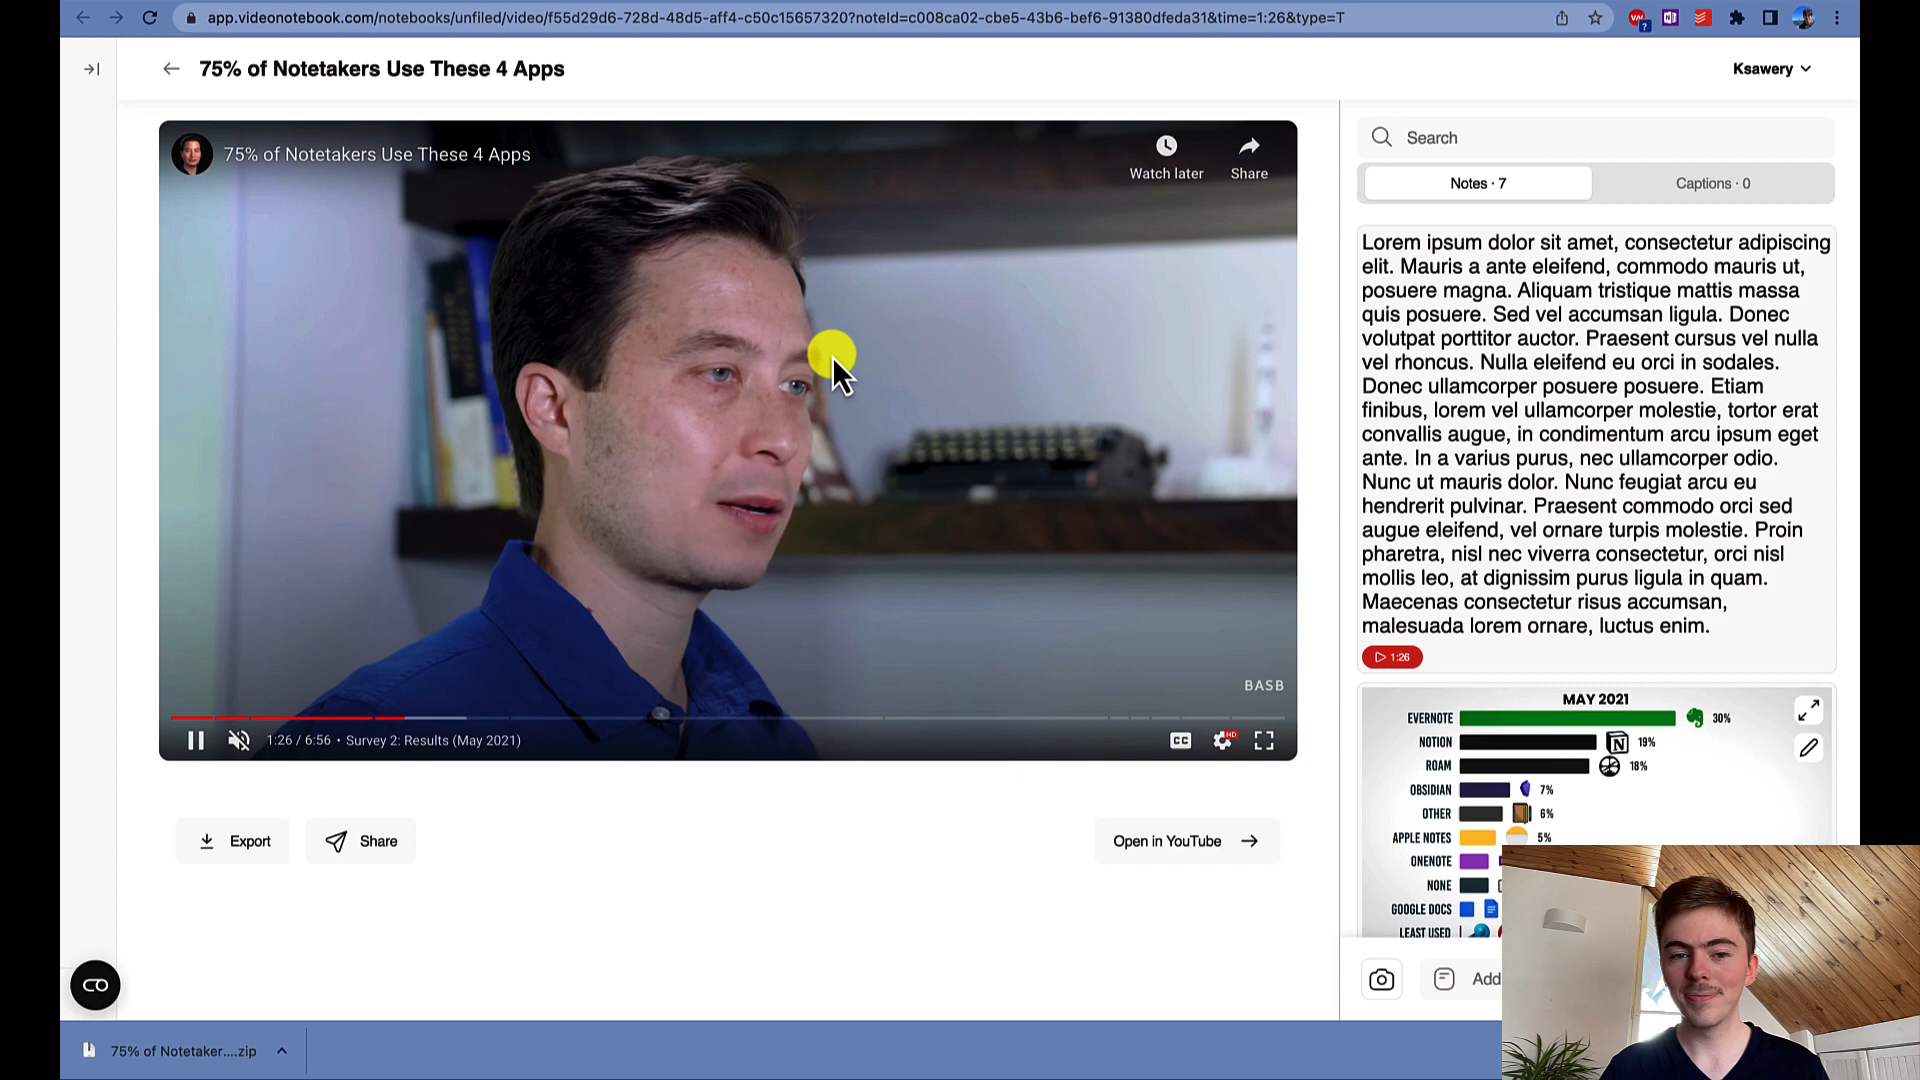 app.videonotebook.com/notebooks/unfiled/video/f55d29d6-728d-48d5-aff4-c50c15657320?noteId=c008ca02-cbe5-43b6-bef6-91380dfeda31&time=1:26&type=T
75% of Notetakers Use These 4 Apps
Ksawery
75% of Notetakers Use These 4 Apps
Watch later
Share
BASB
1:26 / 6:56 • Survey 2: Results (May 2021)
CC
HD
Export
Share
Open in YouTube
Search
Notes · 7
Captions · 0
Lorem ipsum dolor sit amet, consectetur adipiscing
elit. Mauris a ante eleifend, commodo mauris ut,
posuere magna. Aliquam tristique mattis massa
quis posuere. Sed vel accumsan ligula. Donec
volutpat porttitor auctor. Praesent cursus vel nulla
vel rhoncus. Nulla eleifend eu orci in sodales.
Donec ullamcorper posuere posuere. Etiam
finibus, lorem vel ullamcorper molestie, tortor erat
convallis augue, in condimentum arcu ipsum eget
ante. In a varius purus, nec ullamcorper odio.
Nunc ut mauris dolor. Nunc feugiat arcu eu
hendrerit pulvinar. Praesent commodo orci sed
augue eleifend, vel ornare turpis molestie. Proin
pharetra, nisl nec viverra consectetur, orci nisl
mollis leo, at dignissim purus ligula in quam.
Maecenas consectetur risus accumsan,
malesuada lorem ornare, luctus enim.
1:26
MAY 2021
EVERNOTE 30%
NOTION N 19%
ROAM 18%
OBSIDIAN 7%
OTHER 6%
APPLE NOTES 5%
ONENOTE
NONE
GOOGLE DOCS
LEAST USED
Add
75% of Notetaker....zip